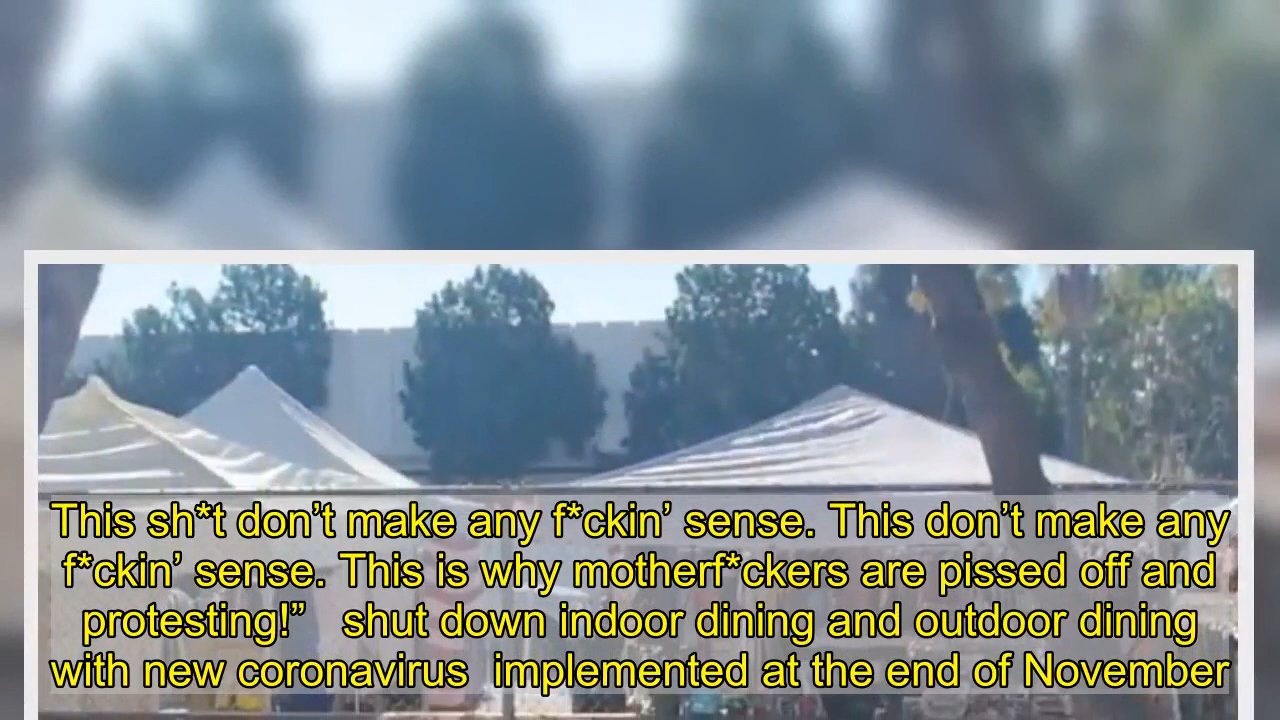 This sh*t don’t make any f*ckin’ sense. This don’t make any
f*ckin’ sense. This is why motherf*ckers are pissed off and
protesting!” shut down indoor dining and outdoor dining
with new coronavirus implemented at the end of November